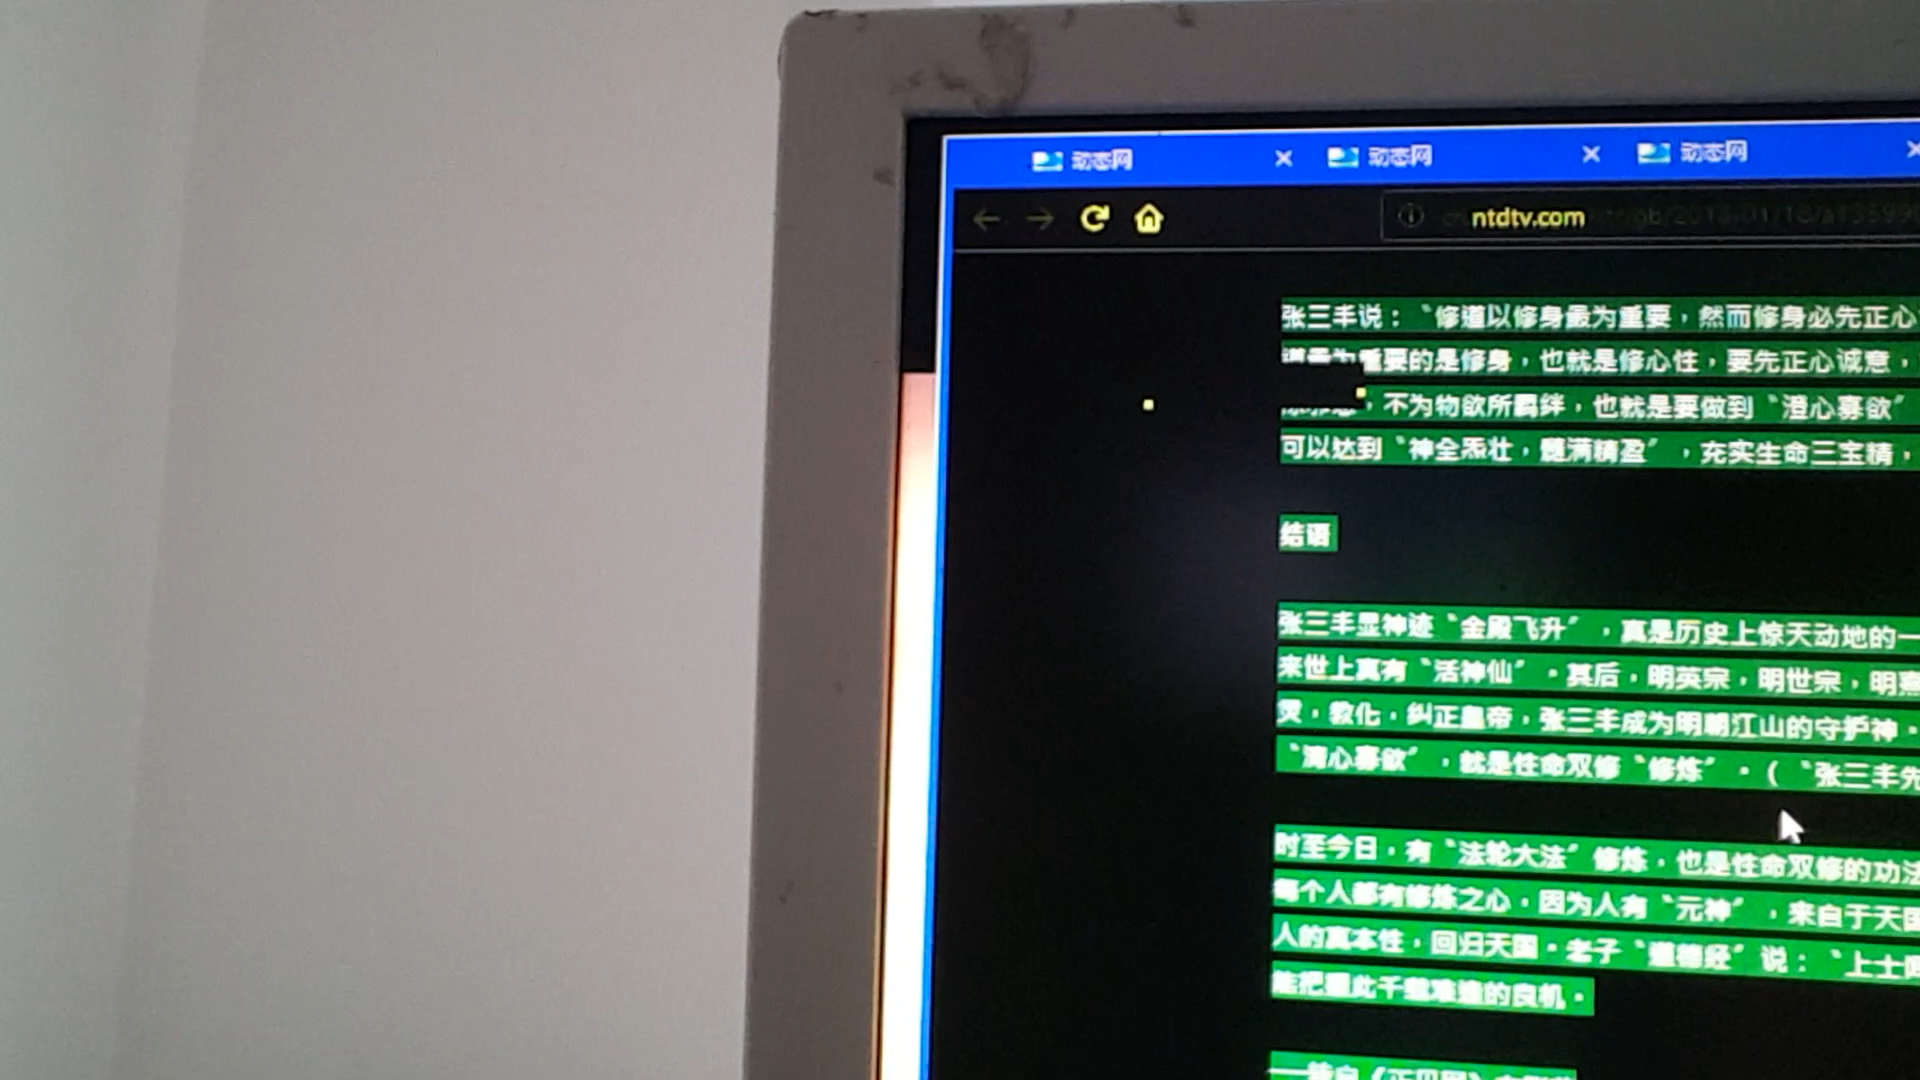 动态网 动态网 动态网
ntdtv.com
张三丰说：“修道以修身最为重要，然而修身必先正心
重要的是修身，也就是修心性，要先正心诚意，
，不为物欲所羁绊，也就是要做到“澄心寡欲”
可以达到“神全炁壮，髓满精盈”，充实生命三宝精，
结语
张三丰显神迹“金殿飞升”，真是历史上惊天动地的一
来世上真有“活神仙”。其后，明英宗，明世宗，明熹
灵，教化，纠正皇帝，张三丰成为明朝江山的守护神。
“清心寡欲”，就是性命双修“修炼”。（“张三丰先
时至今日，有“法轮大法”修炼，也是性命双修的功法
每个人都有修炼之心，因为人有“元神”，来自于天国
人的真本性，回归天国。老子“道德经”说：“上士闻
能把握此千载难逢的良机。